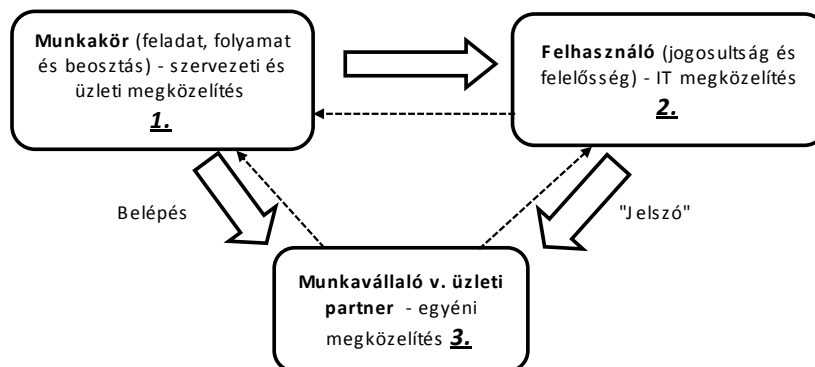 Munkakör (feladat, folyamat
és beosztás) - szervezeti és
üzleti megközelítés
1.
Felhasználó (jogosultság és
felelősség) - IT megközelítés
2.
Belépés
"Jelszó"
Munkavállaló v. üzleti
partner - egyéni
megközelítés 3.